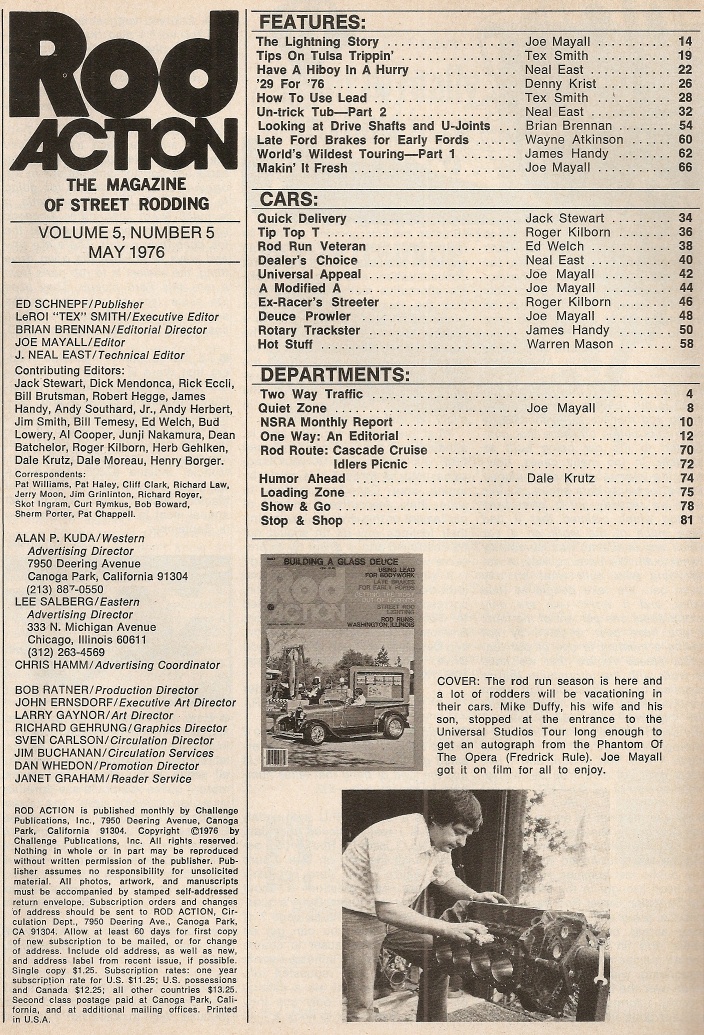 Rod
ACTION
THE MAGAZINE
OF STREET RODDING
VOLUME 5, NUMBER 5
MAY 1976
ED SCHNEPF/Publisher
LeROI "TEX" SMITH/Executive Editor
BRIAN BRENNAN/Editorial Director
JOE MAYALL/Editor
J. NEAL EAST/Technical Editor
Contributing Editors:
Jack Stewart, Dick Mendonca, Rick Eccli,
Bill Brutsman, Robert Hegge, James
Handy, Andy Southard, Jr., Andy Herbert,
Jim Smith, Bill Temesy, Ed Welch, Bud
Lowery, Al Cooper, Junji Nakamura, Dean
Batchelor, Roger Kilborn, Herb Gehlken,
Dale Krutz, Dale Moreau, Henry Borger.
Correspondents:
Pat Williams, Pat Haley, Cliff Clark, Richard Law,
Jerry Moon, Jim Grinlinton, Richard Royer,
Skot Ingram, Curt Rymkus, Bob Boward,
Sherm Porter, Pat Chappell.
ALAN P. KUDA/Western
Advertising Director
7950 Deering Avenue
Canoga Park, California 91304
(213) 887-0550
LEE SALBERG/Eastern
Advertising Director
333 N. Michigan Avenue
Chicago, Illinois 60611
(312) 263-4569
CHRIS HAMM/Advertising Coordinator
BOB RATNER/Production Director
JOHN ERNSDORF/Executive Art Director
LARRY GAYNOR/Art Director
RICHARD GEHRUNG/Graphics Director
SVEN CARLSON/Circulation Director
JIM BUCHANAN/Circulation Services
DAN WHEDON/Promotion Director
JANET GRAHAM/Reader Service
ROD ACTION is published monthly by Challenge
Publications, Inc., 7950 Deering Avenue, Canoga
Park, California 91304. Copyright ©1976 by
Challenge Publications, Inc. All rights reserved.
Nothing in whole or in part may be reproduced
without written permission of the publisher. Pub-
lisher assumes no responsibility for unsolicited
material. All photos, artwork, and manuscripts
must be accompanied by stamped self-addressed
return envelope. Subscription orders and changes
of address should be sent to ROD ACTION, Cir-
culation Dept., 7950 Deering Ave., Canoga Park,
CA 91304. Allow at least 60 days for first copy
of new subscription to be mailed, or for change
of address. Include old address, as well as new,
and address label from recent issue, if possible.
Single copy $1.25. Subscription rates: one year
subscription rate for U.S. $11.25; U.S. possessions
and Canada $12.25; all other countries $13.25.
Second class postage paid at Canoga Park, Cali-
fornia, and at additional mailing offices. Printed
in U.S.A.
FEATURES:
The Lightning Story ................ Joe Mayall .......... 14
Tips On Tulsa Trippin' ................ Tex Smith .......... 19
Have A Hiboy In A Hurry ................ Neal East .......... 22
'29 For '76 ................ Denny Krist .......... 26
How To Use Lead ................ Tex Smith .......... 28
Un-trick Tub—Part 2 ................ Neal East .......... 32
Looking at Drive Shafts and U-Joints ... Brian Brennan ....... 54
Late Ford Brakes for Early Fords ...... Wayne Atkinson ...... 60
World's Wildest Touring—Part 1 ....... James Handy ........ 62
Makin' It Fresh ................ Joe Mayall .......... 66
CARS:
Quick Delivery ................ Jack Stewart ........ 34
Tip Top T ................ Roger Kilborn ....... 36
Rod Run Veteran ................ Ed Welch .......... 38
Dealer's Choice ................ Neal East .......... 40
Universal Appeal ................ Joe Mayall .......... 42
A Modified A ................ Joe Mayall .......... 44
Ex-Racer's Streeter ................ Roger Kilborn ....... 46
Deuce Prowler ................ Joe Mayall .......... 48
Rotary Trackster ................ James Handy ........ 50
Hot Stuff ................ Warren Mason ....... 58
DEPARTMENTS:
Two Way Traffic ................ 4
Quiet Zone ................ Joe Mayall .......... 8
NSRA Monthly Report ................ 10
One Way: An Editorial ................ 12
Rod Route: Cascade Cruise ................ 70
Idlers Picnic ................ 72
Humor Ahead ................ Dale Krutz .......... 74
Loading Zone ................ 75
Show & Go ................ 78
Stop & Shop ................ 81
BUILDING A GLASS DEUCE
USING LEAD
FOR BODYWORK
LATE BRAKES
FOR EARLY FORDS
STREET ROD
LIGHTING
ROD RUNS:
WASHINGTON, ILLINOIS
Rod
ACTION
COVER: The rod run season is here and
a lot of rodders will be vacationing in
their cars. Mike Duffy, his wife and his
son, stopped at the entrance to the
Universal Studios Tour long enough to
get an autograph from the Phantom Of
The Opera (Fredrick Rule). Joe Mayall
got it on film for all to enjoy.